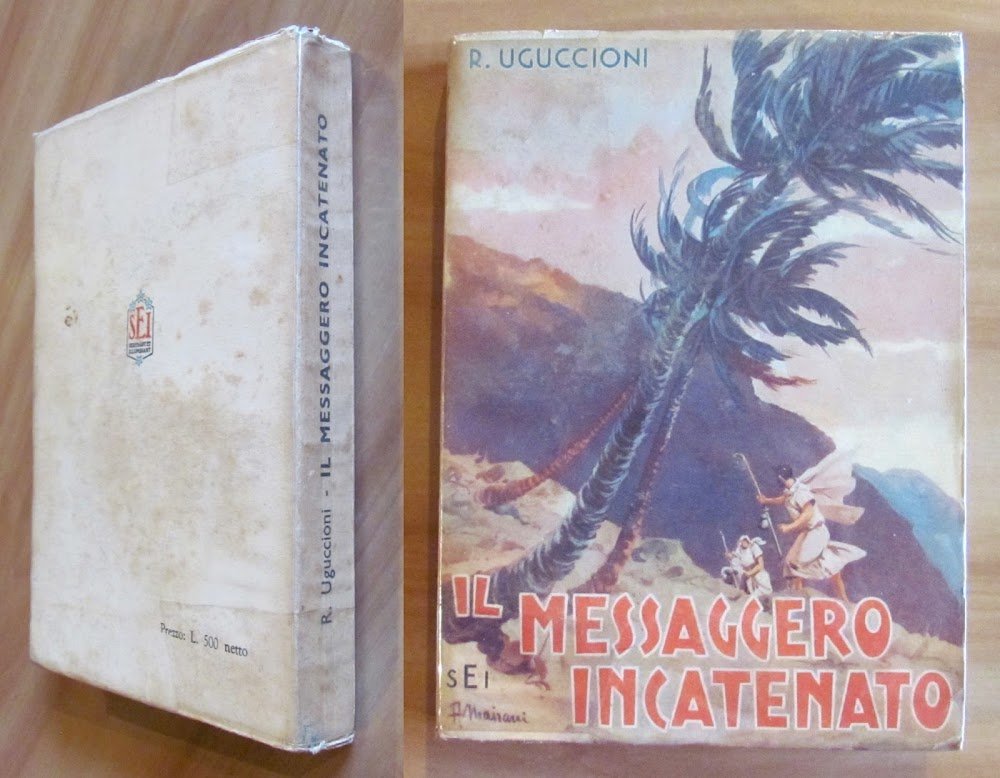 SEI
Prezzo: L. 500 netto
R. Uguccioni - IL MESSAGGERO INCATENATO
R. UGUCCIONI
IL MESSAGGERO
INCATENATO
SEI